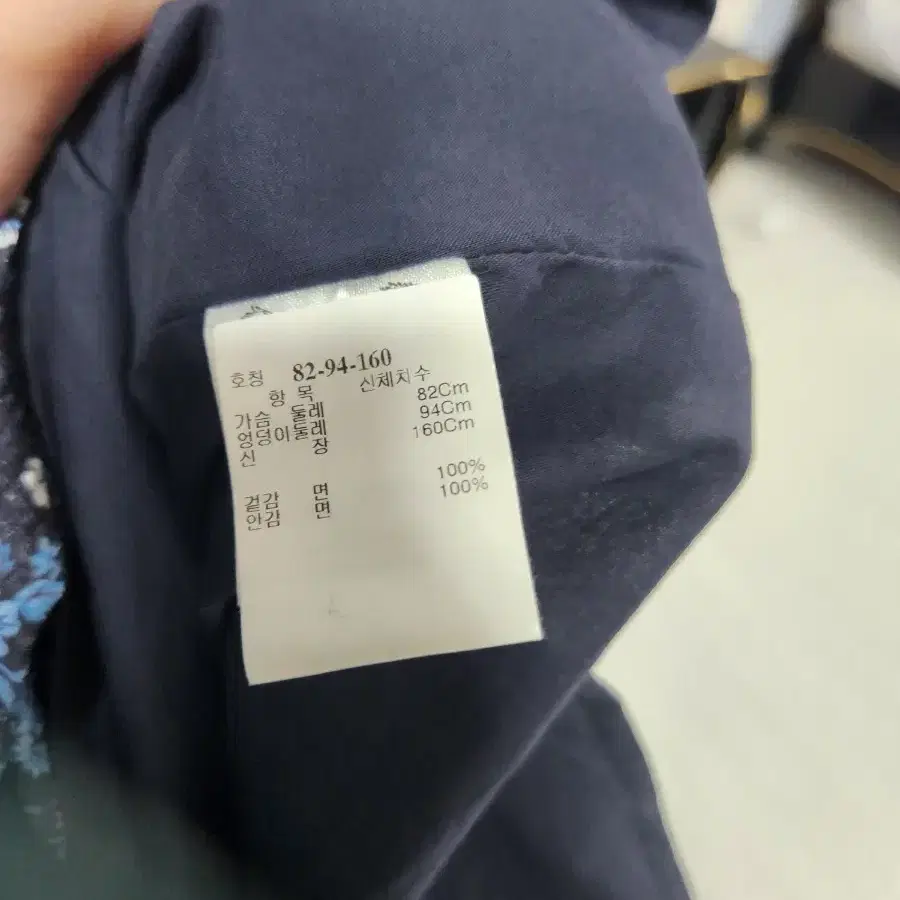 호칭 82-94-160
항 목 신체치수
가슴 둘레 82Cm
엉덩이둘레 94Cm
신 장 160Cm
겉감 면 100%
안감 면 100%